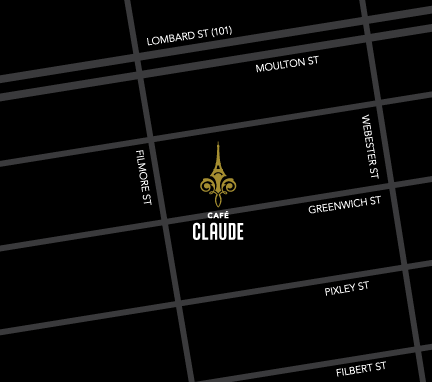 LOMBARD ST (101)
MOULTON ST
FILMORE ST
WEBESTER ST
CAFÉ
CLAUDE
GREENWICH ST
PIXLEY ST
FILBERT ST